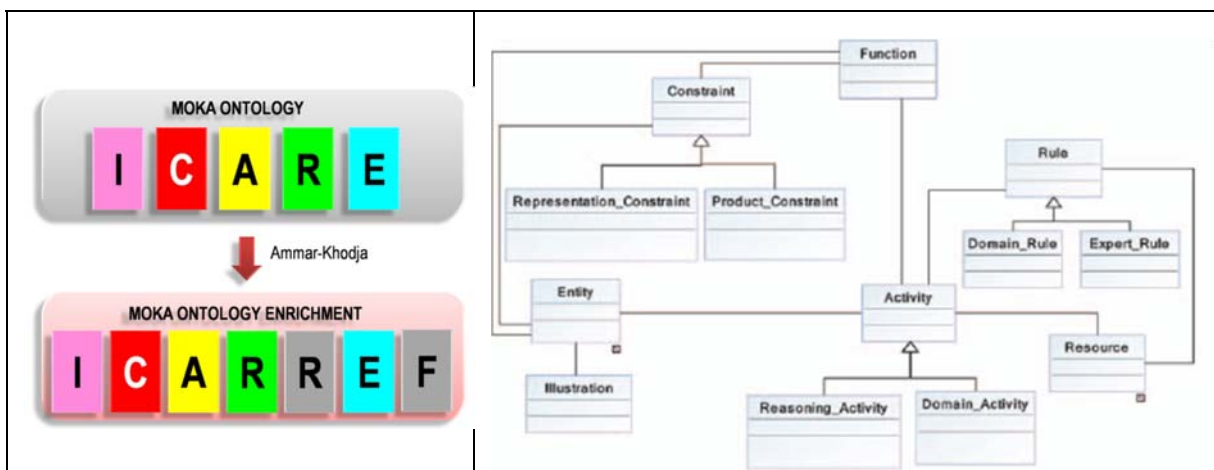 MOKA ONTOLOGY
I C A R E
Ammar-Khodja
MOKA ONTOLOGY ENRICHMENT
I C A R R E F
Function
Constraint
Rule
Representation_Constraint Product_Constraint
Domain_Rule Expert_Rule
Entity
Activity
Resource
Illustration
Reasoning_Activity Domain_Activity